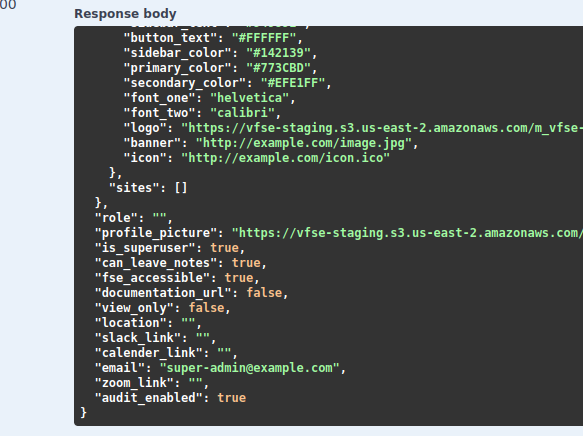 00
Response body
"button_text": "#FFFFFF",
"sidebar_color": "#142139",
"primary_color": "#773CBD",
"secondary_color": "#EFE1FF",
"font_one": "helvetica",
"font_two": "calibri",
"logo": "https://vfse-staging.s3.us-east-2.amazonaws.com/m_vfse-
"banner": "http://example.com/image.jpg",
"icon": "http://example.com/icon.ico"
},
"sites": []
},
"role": "",
"profile_picture": "https://vfse-staging.s3.us-east-2.amazonaws.com/
"is_superuser": true,
"can_leave_notes": true,
"fse_accessible": true,
"documentation_url": false,
"view_only": false,
"location": "",
"slack_link": "",
"calender_link": "",
"email": "super-admin@example.com",
"zoom_link": "",
"audit_enabled": true
}